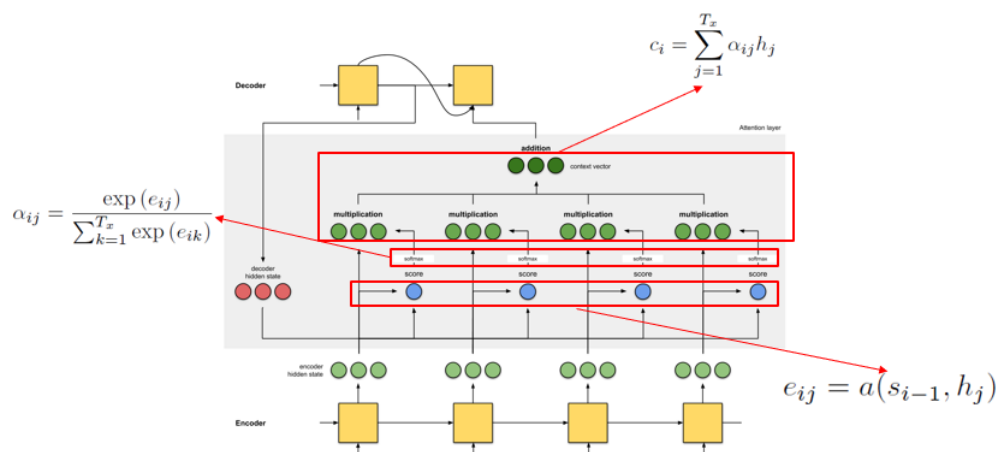 c_i = \sum_{j=1}^{T_x} α_{ij} h_j
Decoder
Attention layer
addition
context vector
α_{ij} = \frac{\exp(e_{ij})}{\sum_{k=1}^{T_x} \exp(e_{ik})}
multiplication multiplication multiplication multiplication
softmax softmax softmax softmax
decoder
hidden state
score score score score
encoder
hidden state
e_{ij} = a(s_{i-1}, h_j)
Encoder